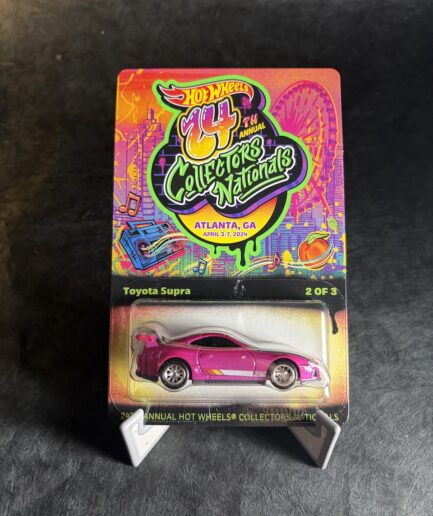 HOT WHEELS
24TH
ANNUAL
Collectors
Nationals
ATLANTA, GA
APRIL 3-7, 2024
Toyota Supra 2 OF 3
ANNUAL HOT WHEELS® COLLECTORS NATIONALS